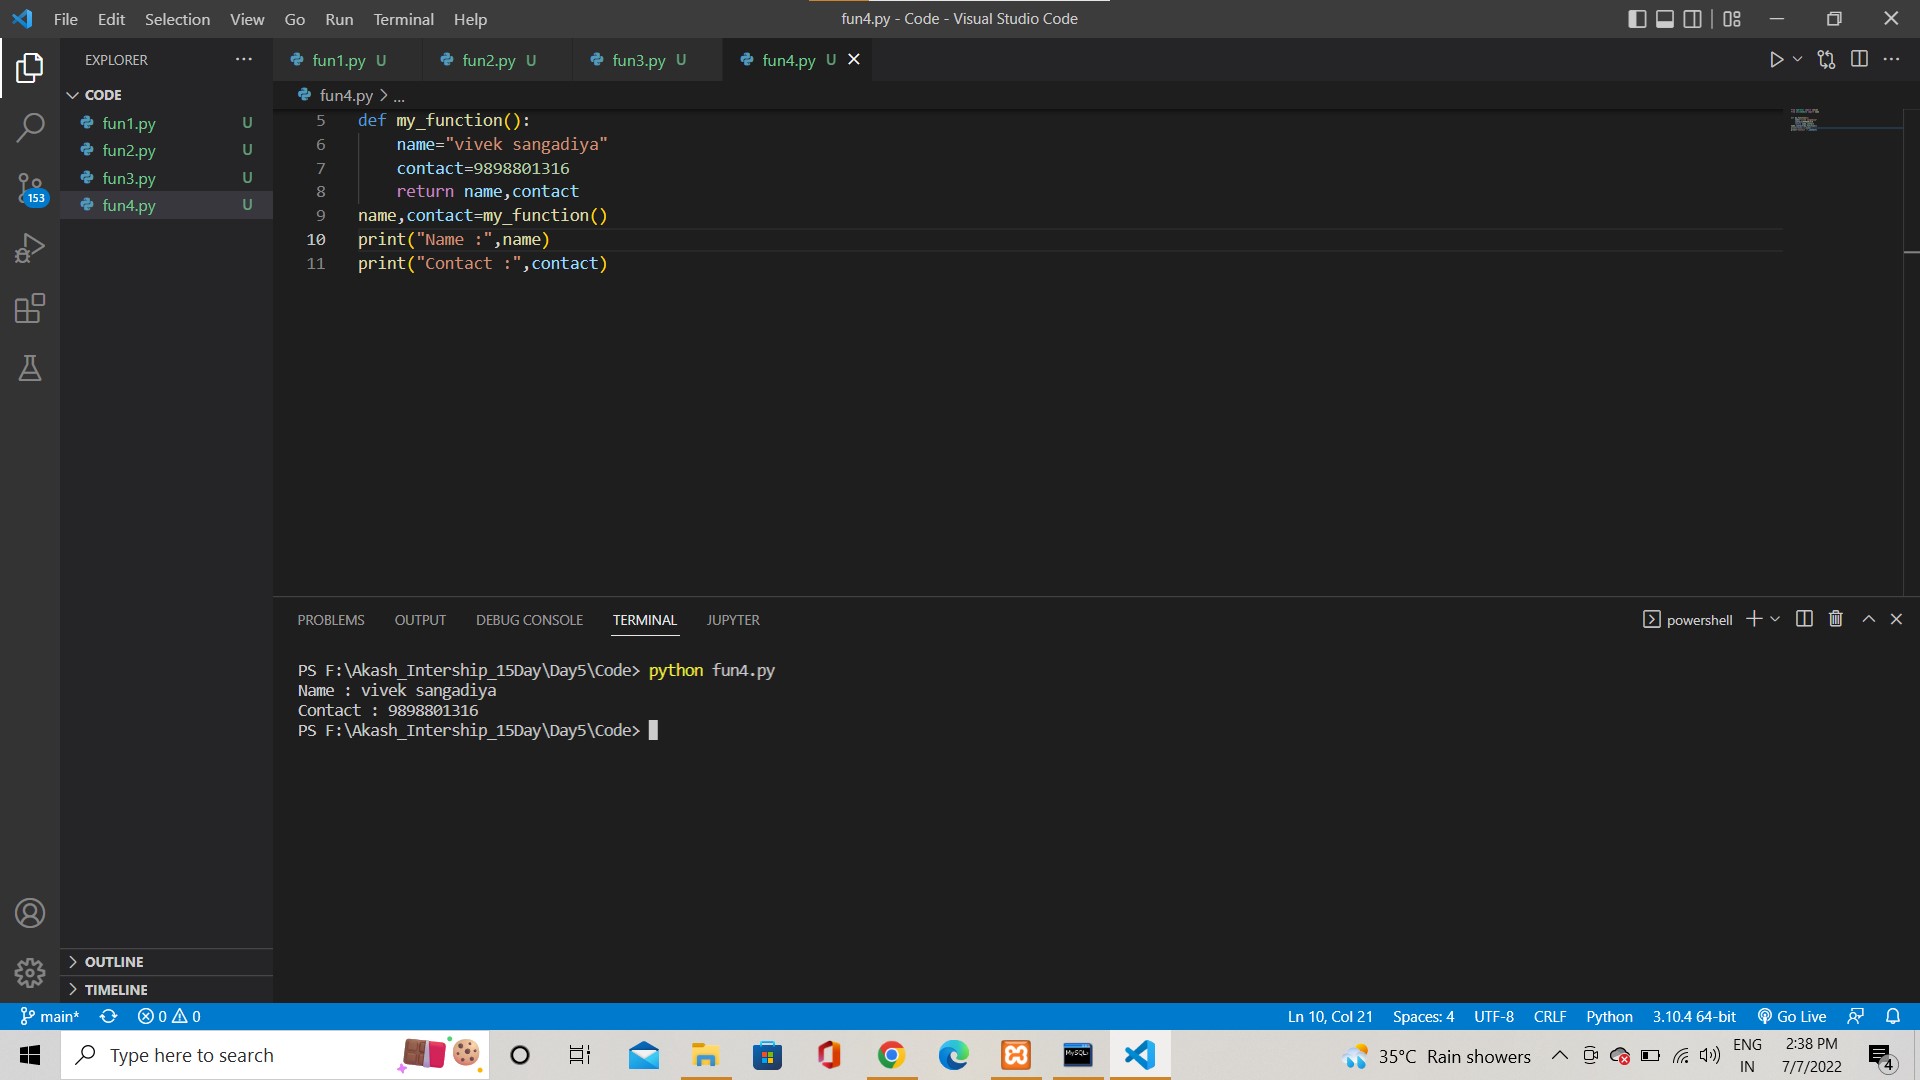 File Edit Selection View Go Run Terminal Help
fun4.py - Code - Visual Studio Code
EXPLORER
fun1.py U
fun2.py U
fun3.py U
fun4.py U
CODE
fun4.py > ...
fun1.py U
fun2.py U
fun3.py U
fun4.py U
153
5 def my_function():
6 name="vivek sangadiya"
7 contact=9898801316
8 return name,contact
9 name,contact=my_function()
10 print("Name :",name)
11 print("Contact :",contact)
PROBLEMS OUTPUT DEBUG CONSOLE TERMINAL JUPYTER
powershell
PS F:\Akash_Intership_15Day\Day5\Code> python fun4.py
Name : vivek sangadiya
Contact : 9898801316
PS F:\Akash_Intership_15Day\Day5\Code>
OUTLINE
TIMELINE
main* 0 0
Ln 10, Col 21 Spaces: 4 UTF-8 CRLF Python 3.10.4 64-bit Go Live
Type here to search
MySQL
35°C Rain showers
ENG
IN
2:38 PM
7/7/2022
4